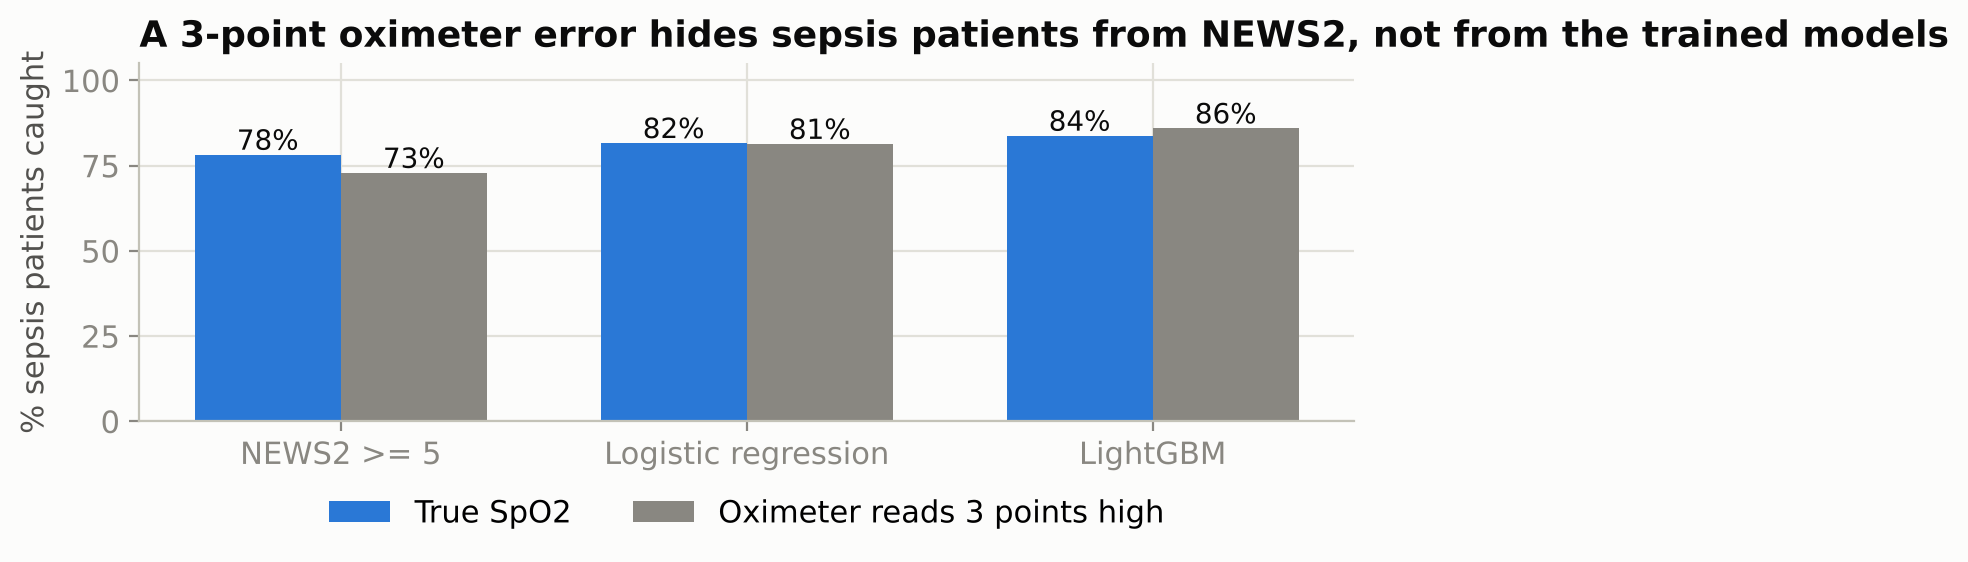 A 3-point oximeter error hides sepsis patients from NEWS2, not from the trained models
% sepsis patients caught
100
75
50
25
0
78%
73%
82%
81%
84%
86%
NEWS2 >= 5
Logistic regression
LightGBM
True SpO2
Oximeter reads 3 points high